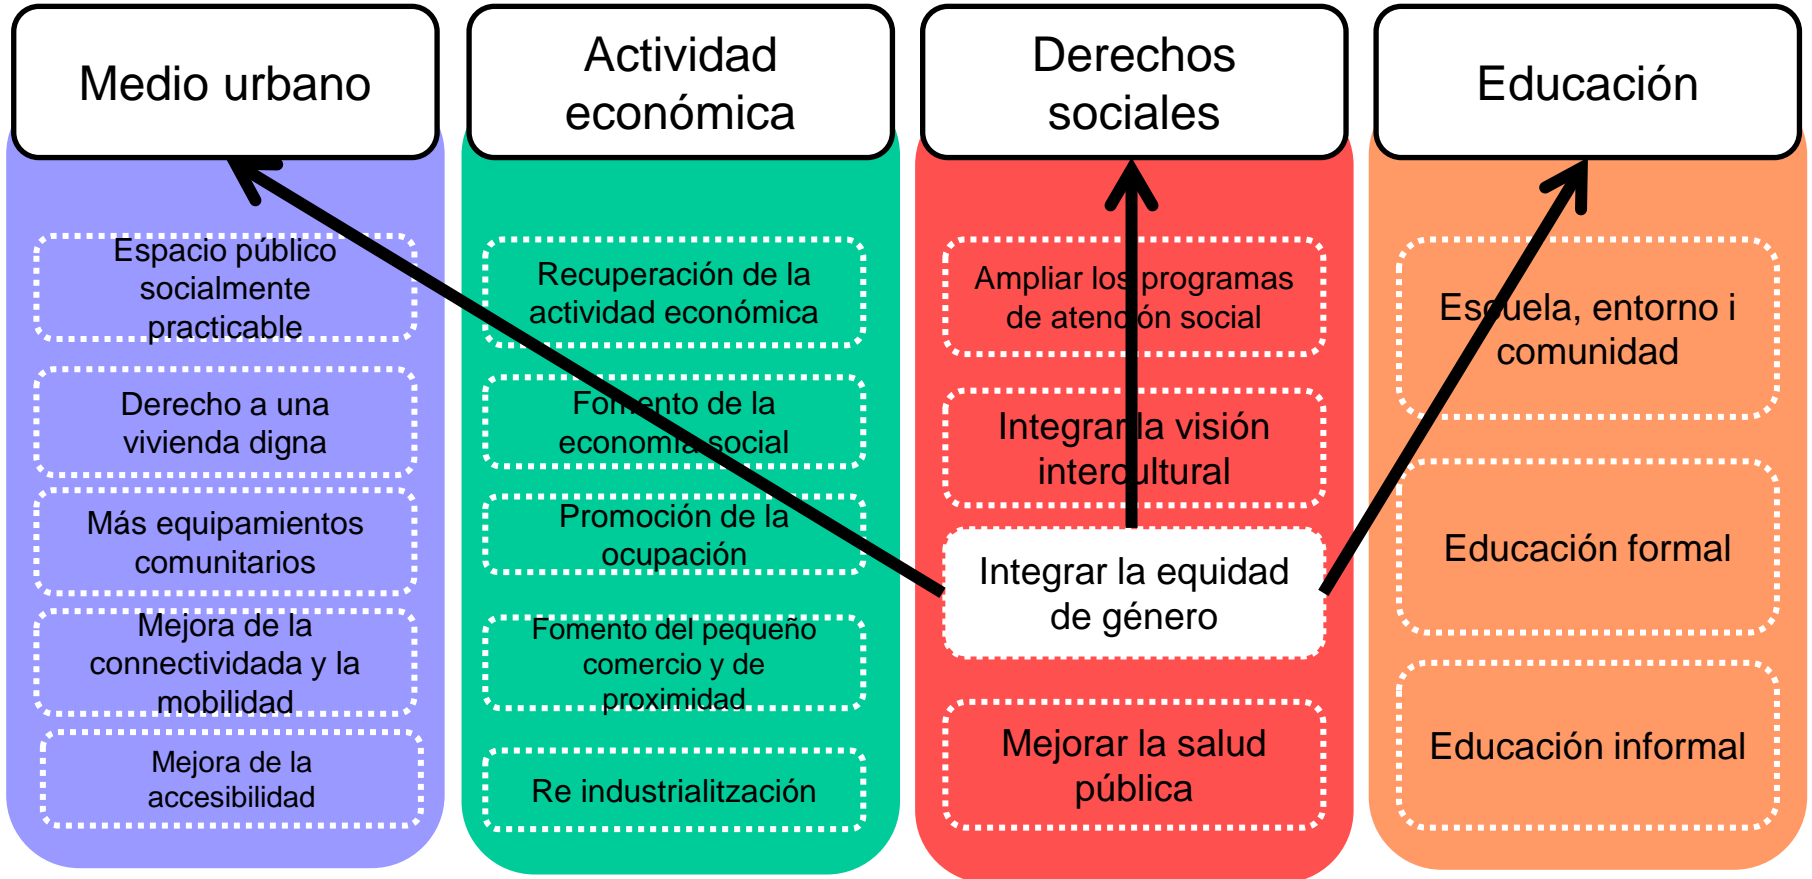 Medio urbano
Espacio público
socialmente
practicable
Derecho a una
vivienda digna
Más equipamientos
comunitarios
Mejora de la
connectividada y la
mobilidad
Mejora de la
accesibilidad
Actividad
económica
Recuperación de la
actividad económica
Fomento de la
economía social
Promoción de la
ocupación
Fomento del pequeño
comercio y de
proximidad
Re industrialitzación
Derechos
sociales
Ampliar los programas
de atención social
Integrar la visión
intercultural
Integrar la equidad
de género
Mejorar la salud
pública
Educación
Escuela, entorno i
comunidad
Educación formal
Educación informal